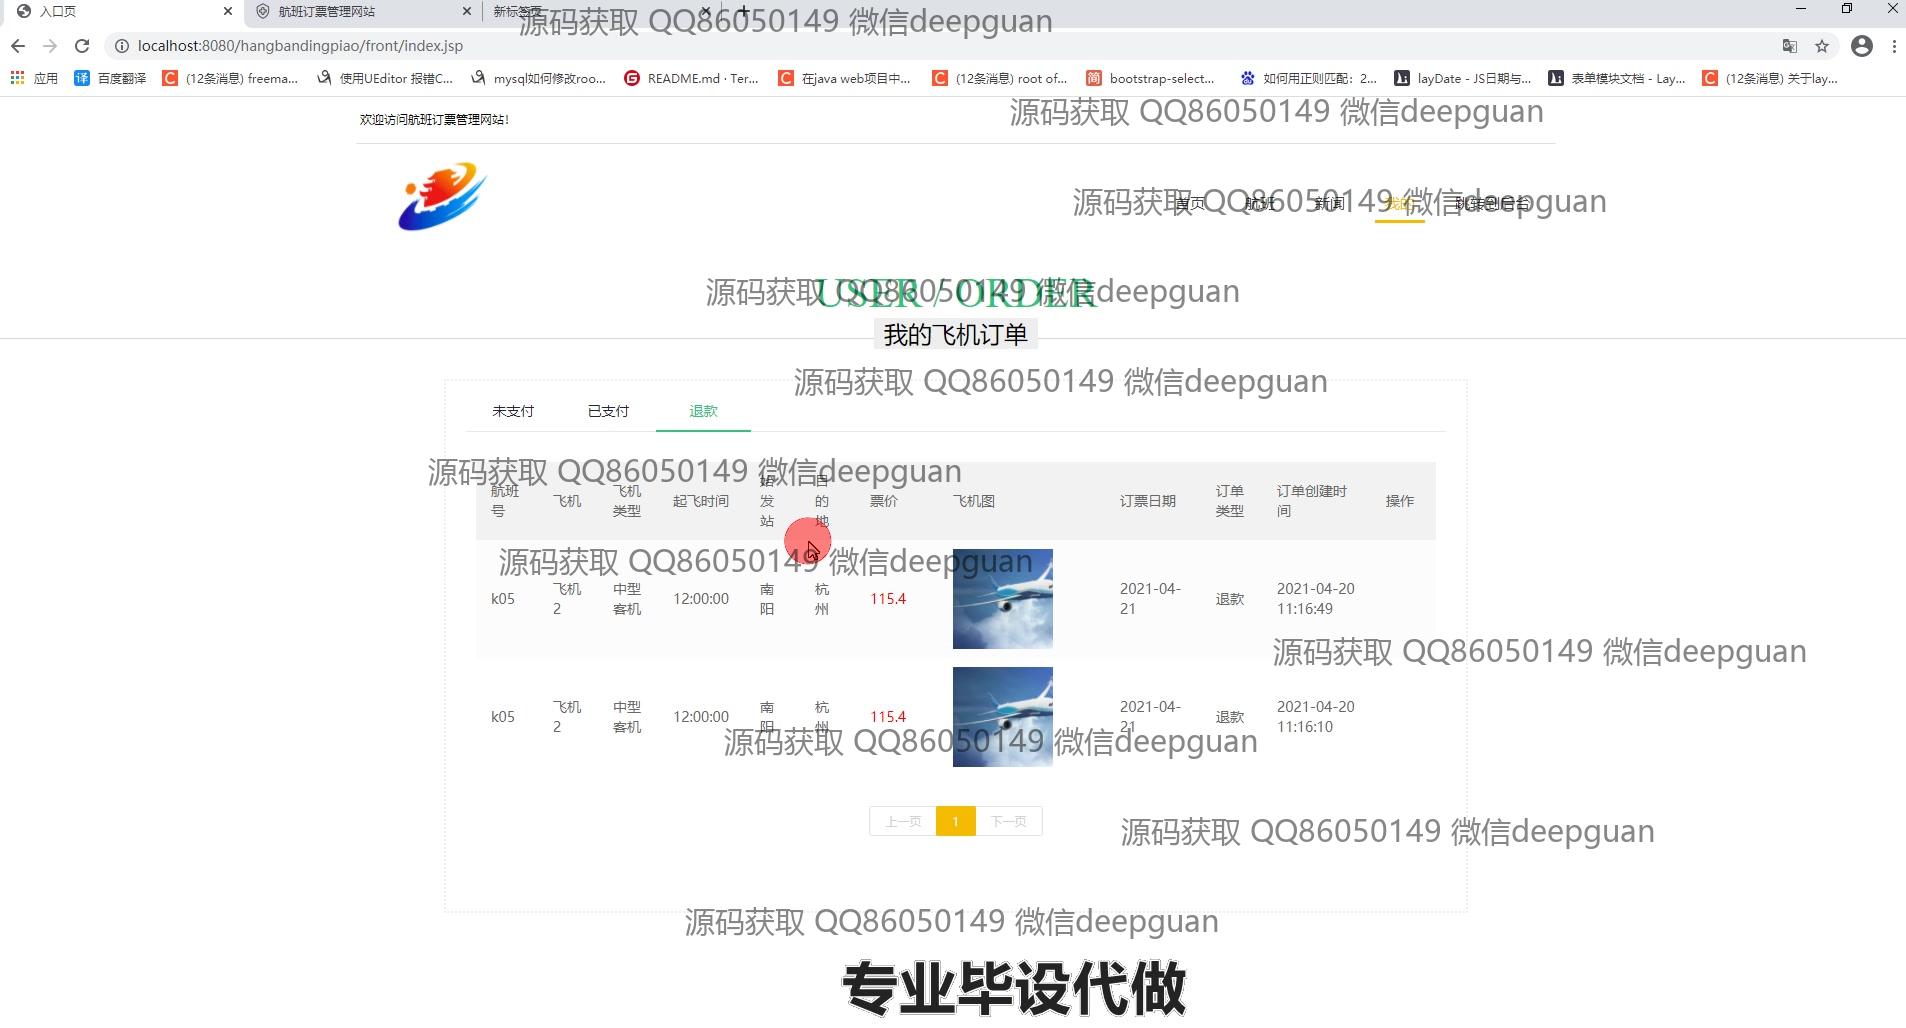 入口页
航班订票管理网站
新标签页
源码获取 QQ86050149 微信deepguan
localhost:8080/hangbandingpiao/front/index.jsp
应用
百度翻译
(12条消息) freema...
使用UEditor 报错C...
mysql如何修改roo...
README.md · Ter...
在java web项目中...
(12条消息) root of...
bootstrap-select...
如何用正则匹配：2...
layDate - JS日期与...
表单模块文档 - Lay...
(12条消息) 关于lay...
源码获取 QQ86050149 微信deepguan
欢迎访问航班订票管理网站!
源码获取 QQ86050149 微信deepguan
首页 航班 新闻 我的 跳转到后台
源码获取 QQ86050149 微信deepguan
USER / ORDER
我的飞机订单
源码获取 QQ86050149 微信deepguan
未支付 已支付 退款
源码获取 QQ86050149 微信deepguan
航班号 飞机 飞机类型 起飞时间 始发站 目的地 票价 飞机图 订票日期 订单类型 订单创建时间 操作
源码获取 QQ86050149 微信deepguan
k05 飞机2 中型客机 12:00:00 南阳 杭州 115.4 2021-04-21 退款 2021-04-20 11:16:49
源码获取 QQ86050149 微信deepguan
k05 飞机2 中型客机 12:00:00 南阳 杭州 115.4 2021-04-21 退款 2021-04-20 11:16:10
源码获取 QQ86050149 微信deepguan
上一页 1 下一页
源码获取 QQ86050149 微信deepguan
源码获取 QQ86050149 微信deepguan
专业毕设代做